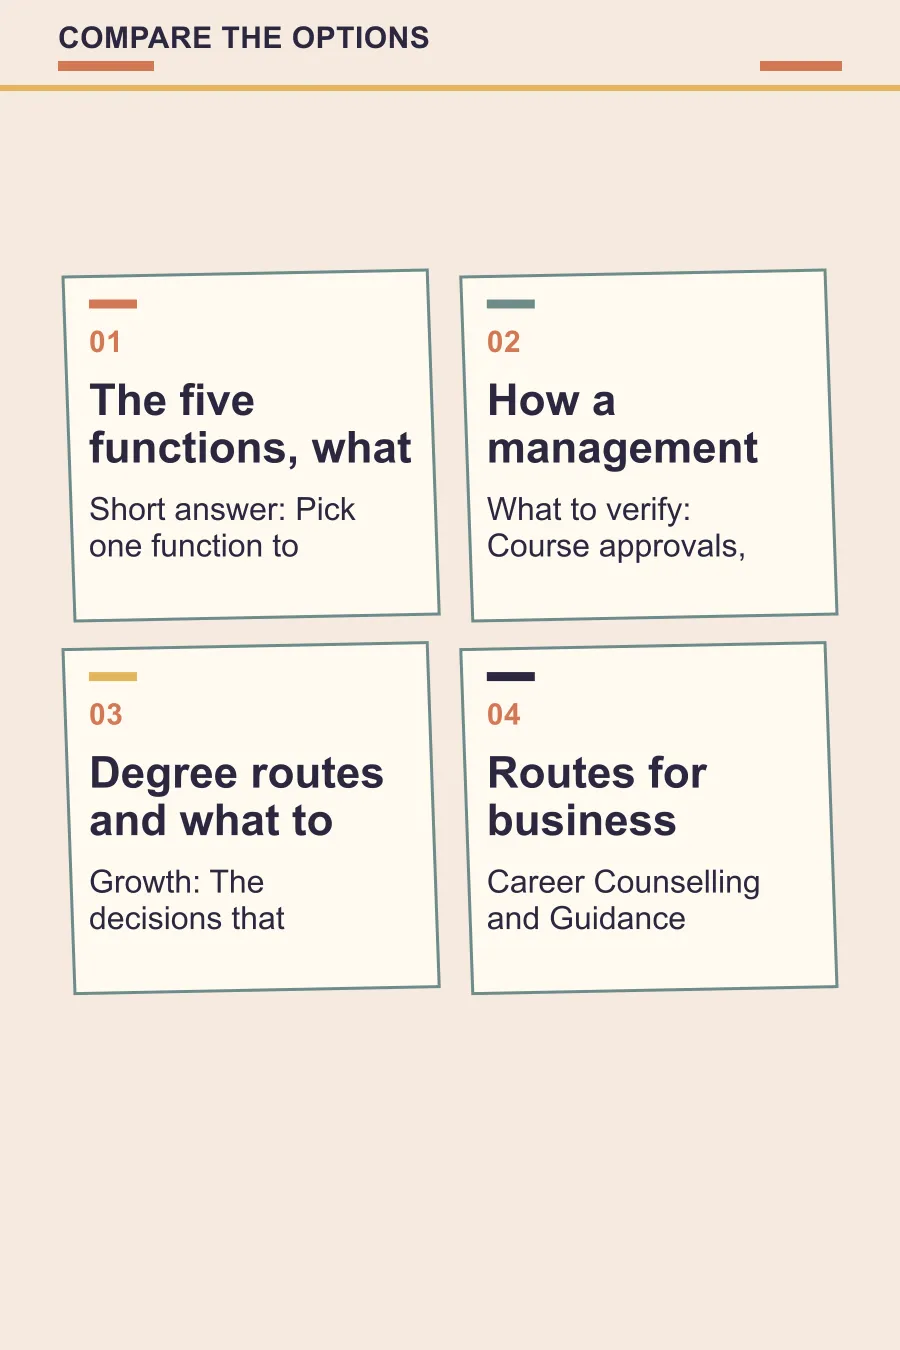 COMPARE THE OPTIONS
01
The five
functions, what
Short answer: Pick
one function to
02
How a
management
What to verify:
Course approvals,
03
Degree routes
and what to
Growth: The
decisions that
04
Routes for
business
Career Counselling
and Guidance